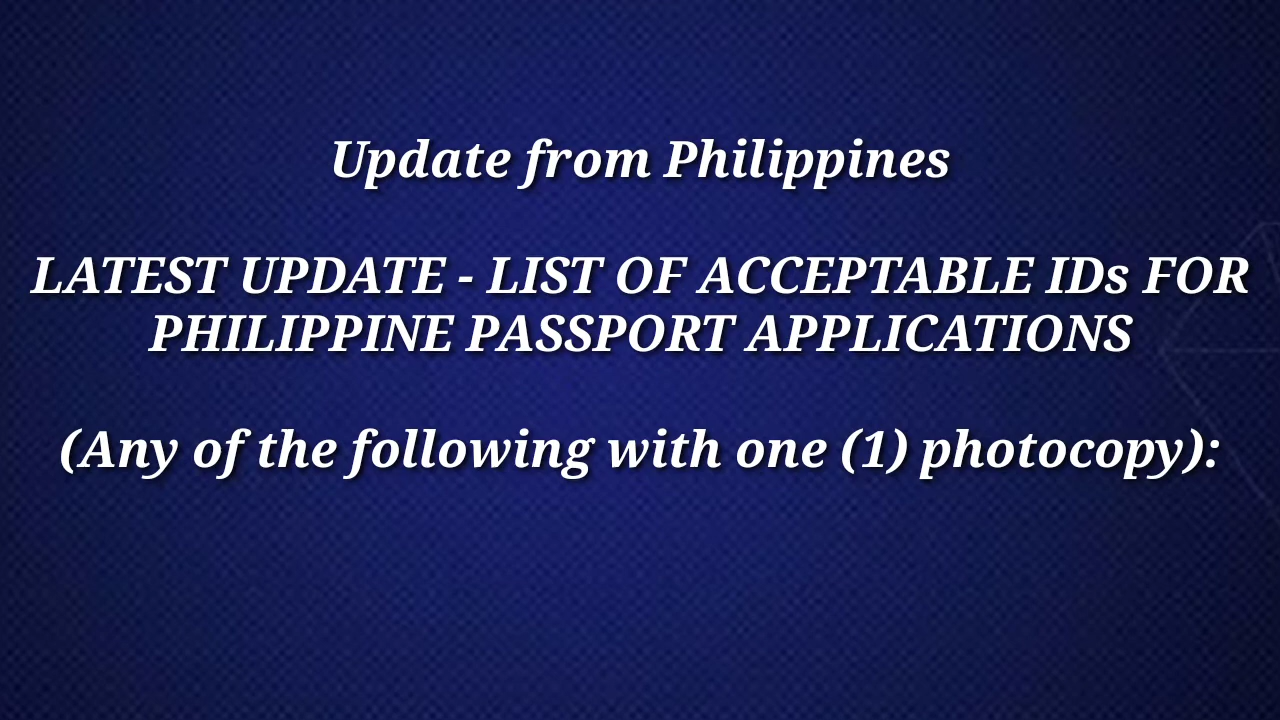 Update from Philippines
LATEST UPDATE - LIST OF ACCEPTABLE IDs FOR
PHILIPPINE PASSPORT APPLICATIONS
(Any of the following with one (1) photocopy):